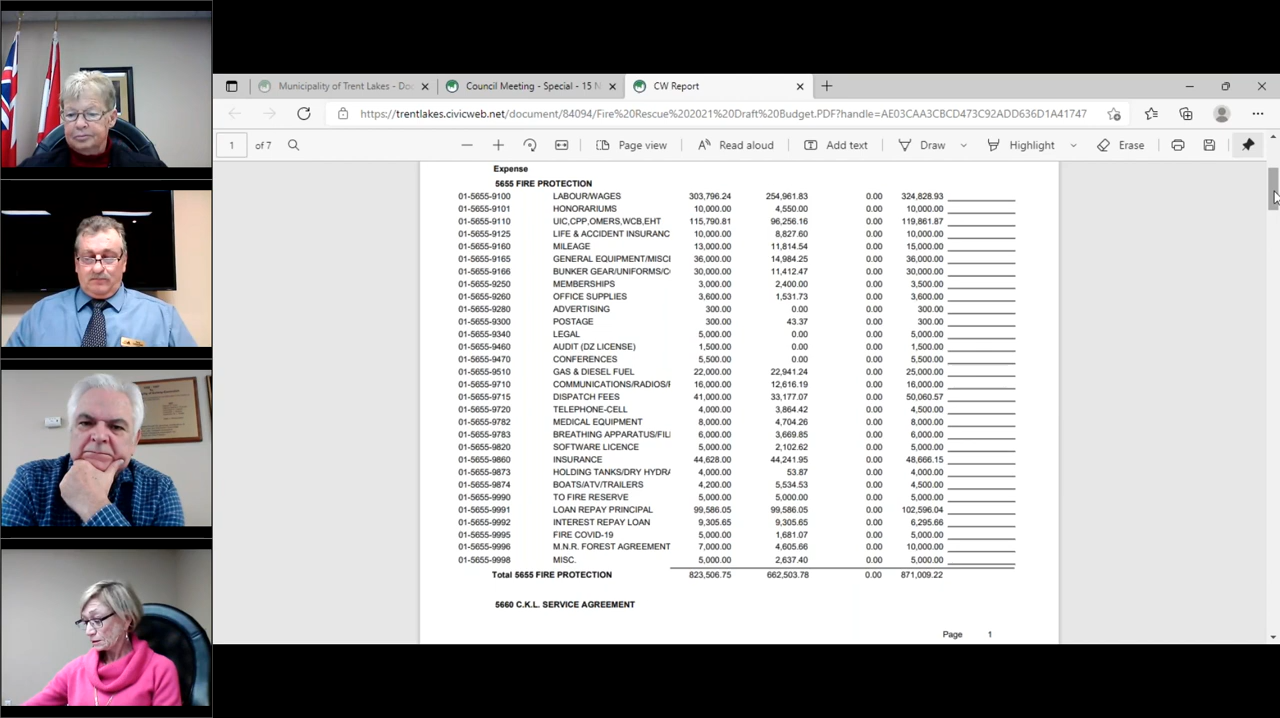 Municipality of Trent Lakes - Doc
Council Meeting - Special - 15 N
CW Report
https://trentlakes.civicweb.net/document/84094/Fire%20Rescue%202021%20Draft%20Budget.PDF?handle=AE03CAA3CBCD473C92ADD636D1A41747
1 of 7 Page view Read aloud Add text Draw Highlight Erase
Expense
5655 FIRE PROTECTION
01-5655-9100 LABOUR/WAGES 303,796.24 254,961.83 0.00 324,828.93
01-5655-9101 HONORARIUMS 10,000.00 4,550.00 0.00 10,000.00
01-5655-9110 UIC,CPP,OMERS,WCB,EHT 115,790.81 96,256.16 0.00 119,861.87
01-5655-9125 LIFE & ACCIDENT INSURANC 10,000.00 8,827.60 0.00 10,000.00
01-5655-9160 MILEAGE 13,000.00 11,814.54 0.00 15,000.00
01-5655-9165 GENERAL EQUIPMENT/MISCI 36,000.00 14,984.25 0.00 36,000.00
01-5655-9166 BUNKER GEAR/UNIFORMS/C 30,000.00 11,412.47 0.00 30,000.00
01-5655-9250 MEMBERSHIPS 3,000.00 2,400.00 0.00 3,500.00
01-5655-9260 OFFICE SUPPLIES 3,600.00 1,531.73 0.00 3,600.00
01-5655-9280 ADVERTISING 300.00 0.00 0.00 300.00
01-5655-9300 POSTAGE 300.00 43.37 0.00 300.00
01-5655-9340 LEGAL 5,000.00 0.00 0.00 5,000.00
01-5655-9460 AUDIT (DZ LICENSE) 1,500.00 0.00 0.00 1,500.00
01-5655-9470 CONFERENCES 5,500.00 0.00 0.00 5,500.00
01-5655-9510 GAS & DIESEL FUEL 22,000.00 22,941.24 0.00 25,000.00
01-5655-9710 COMMUNICATIONS/RADIOS/F 16,000.00 12,616.19 0.00 16,000.00
01-5655-9715 DISPATCH FEES 41,000.00 33,177.07 0.00 50,060.57
01-5655-9720 TELEPHONE-CELL 4,000.00 3,864.42 0.00 4,500.00
01-5655-9782 MEDICAL EQUIPMENT 8,000.00 4,704.26 0.00 8,000.00
01-5655-9783 BREATHING APPARATUS/FIL 6,000.00 3,669.85 0.00 6,000.00
01-5655-9820 SOFTWARE LICENCE 5,000.00 2,102.62 0.00 5,000.00
01-5655-9860 INSURANCE 44,628.00 44,241.95 0.00 48,666.15
01-5655-9873 HOLDING TANKS/DRY HYDRA 4,000.00 53.87 0.00 4,000.00
01-5655-9874 BOATS/ATV/TRAILERS 4,200.00 5,534.53 0.00 4,500.00
01-5655-9990 TO FIRE RESERVE 5,000.00 5,000.00 0.00 5,000.00
01-5655-9991 LOAN REPAY PRINCIPAL 99,586.05 99,586.05 0.00 102,596.04
01-5655-9992 INTEREST REPAY LOAN 9,305.65 9,305.65 0.00 6,295.66
01-5655-9995 FIRE COVID-19 5,000.00 1,681.07 0.00 5,000.00
01-5655-9996 M.N.R. FOREST AGREEMENT 7,000.00 4,605.66 0.00 10,000.00
01-5655-9998 MISC. 5,000.00 2,637.40 0.00 5,000.00
Total 5655 FIRE PROTECTION 823,506.75 662,503.78 0.00 871,009.22
5660 C.K.L. SERVICE AGREEMENT
Page 1